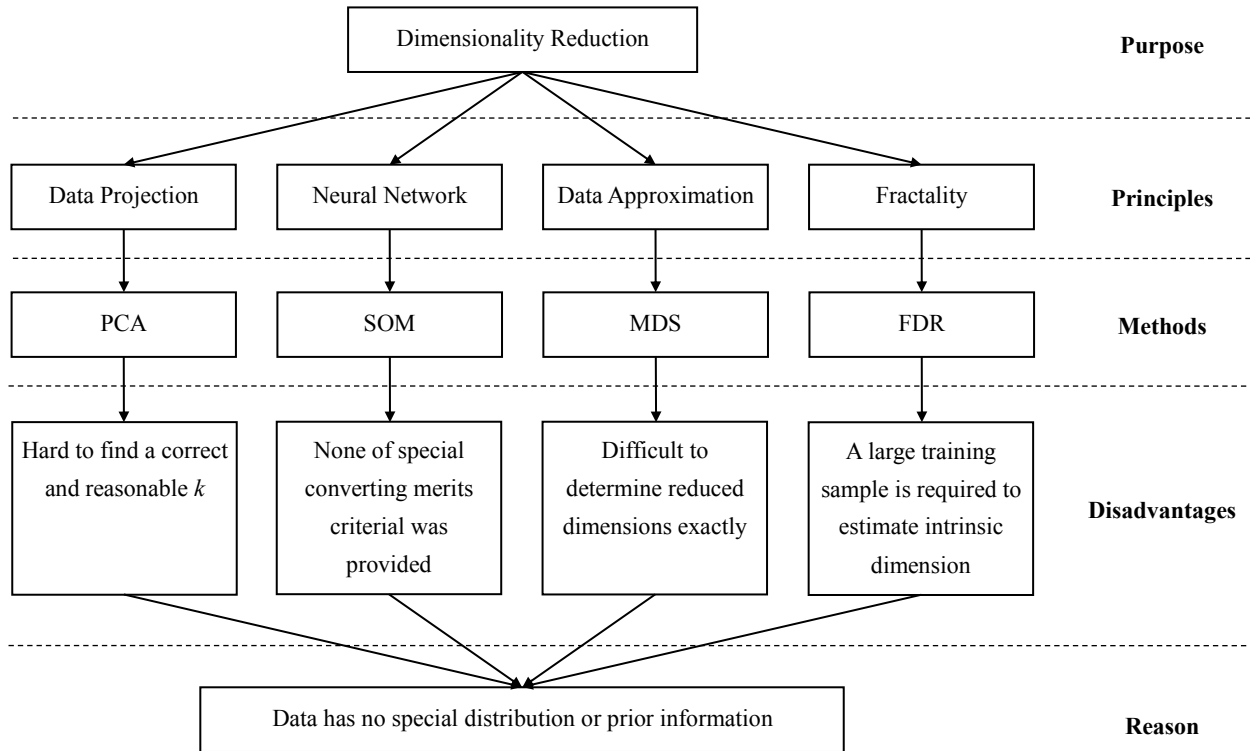 Dimensionality Reduction
Purpose
Data Projection
Neural Network
Data Approximation
Fractality
Principles
PCA
SOM
MDS
FDR
Methods
Hard to find a correct
and reasonable k
None of special
converting merits
criterial was
provided
Difficult to
determine reduced
dimensions exactly
A large training
sample is required to
estimate intrinsic
dimension
Disadvantages
Data has no special distribution or prior information
Reason